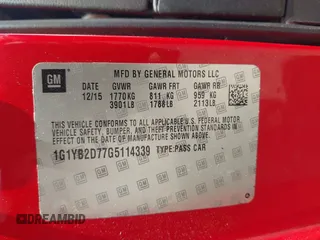 GM
MFD BY GENERAL MOTORS LLC
DATE GVWR GAWR FRT GAWR RR
12/15 1770KG 811 KG 959 KG
3901LB 1788LB 2113LB
THIS VEHICLE CONFORMS TO ALL APPLICABLE U.S. FEDERAL MOTOR
VEHICLE SAFETY, BUMPER, AND THEFT PREVENTION STANDARDS IN
EFFECT ON THE DATE OF MANUFACTURE SHOWN ABOVE.
1G1YB2D77G5114339 TYPE:PASS CAR
© DREAMBID